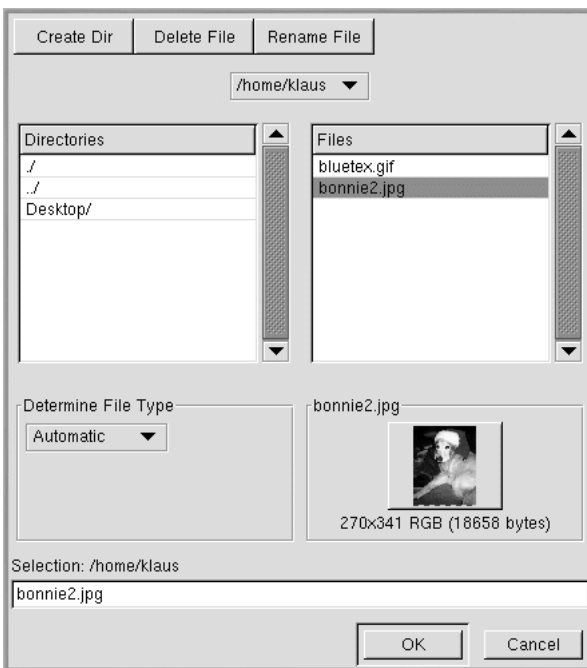 Create Dir Delete File Rename File
/home/klaus
Directories
./
../
Desktop/
Files
bluetex.gif
bonnie2.jpg
Determine File Type
Automatic
bonnie2.jpg
270x341 RGB (18658 bytes)
Selection: /home/klaus
bonnie2.jpg
OK Cancel